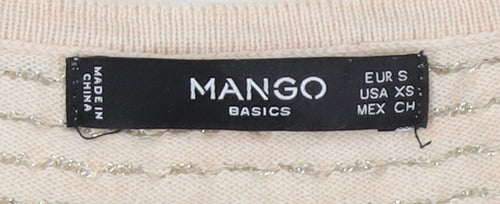 MADE IN
CHINA
MANGO
BASICS
EUR S
USA XS
MEX CH